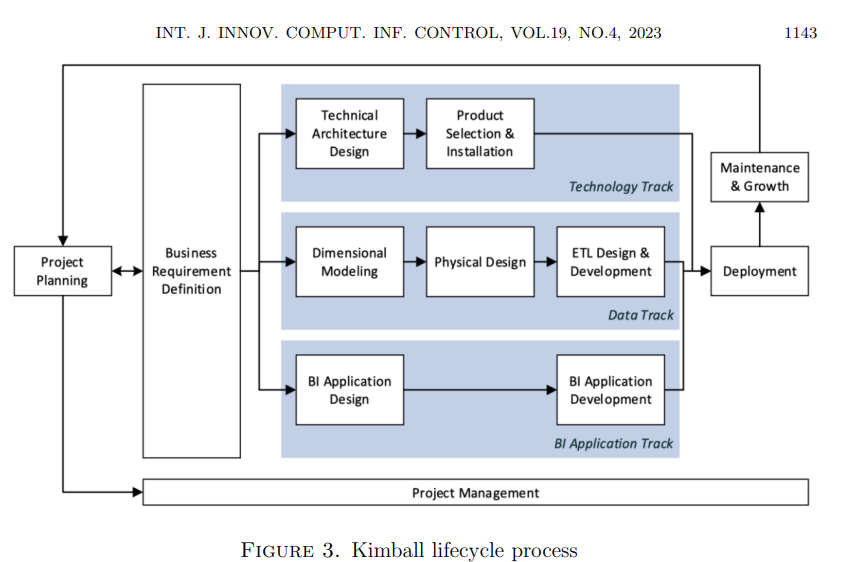 INT. J. INNOV. COMPUT. INF. CONTROL, VOL.19, NO.4, 2023
1143
Technical
Architecture
Design
Product
Selection &
Installation
Technology Track
Maintenance
& Growth
Project
Planning
Business
Requirement
Definition
Dimensional
Modeling
Physical Design
ETL Design &
Development
Data Track
Deployment
BI Application
Design
BI Application
Development
BI Application Track
Project Management
FIGURE 3. Kimball lifecycle process